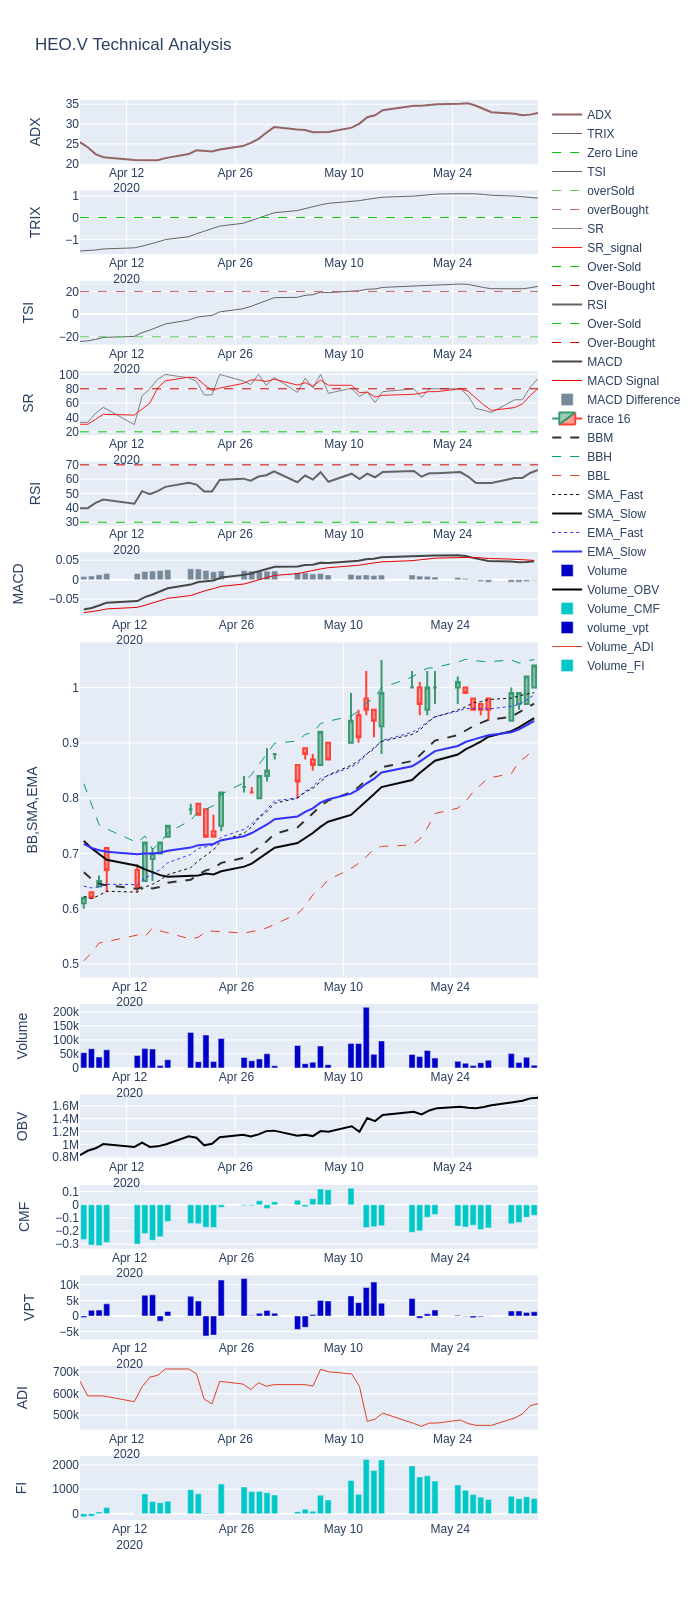 HEO.V Technical Analysis
ADX
35
30
25
20
Apr 12
2020
Apr 26
May 10
May 24
TRIX
1
0
−1
Apr 12
2020
Apr 26
May 10
May 24
TSI
20
0
−20
Apr 12
2020
Apr 26
May 10
May 24
SR
100
80
60
40
20
Apr 12
2020
Apr 26
May 10
May 24
RSI
70
60
50
40
30
Apr 12
2020
Apr 26
May 10
May 24
MACD
0.05
0
−0.05
Apr 12
2020
Apr 26
May 10
May 24
BB,SMA,EMA
1
0.9
0.8
0.7
0.6
0.5
Apr 12
2020
Apr 26
May 10
May 24
Volume
200k
150k
100k
50k
0
Apr 12
2020
Apr 26
May 10
May 24
OBV
1.6M
1.4M
1.2M
1M
0.8M
Apr 12
2020
Apr 26
May 10
May 24
CMF
0.1
0
−0.1
−0.2
−0.3
Apr 12
2020
Apr 26
May 10
May 24
VPT
10k
5k
0
−5k
Apr 12
2020
Apr 26
May 10
May 24
ADI
700k
600k
500k
Apr 12
2020
Apr 26
May 10
May 24
FI
2000
1000
0
Apr 12
2020
Apr 26
May 10
May 24
ADX
TRIX
Zero Line
TSI
overSold
overBought
SR
SR_signal
Over-Sold
Over-Bought
RSI
Over-Sold
Over-Bought
MACD
MACD Signal
MACD Difference
trace 16
BBM
BBH
BBL
SMA_Fast
SMA_Slow
EMA_Fast
EMA_Slow
Volume
Volume_OBV
Volume_CMF
volume_vpt
Volume_ADI
Volume_FI